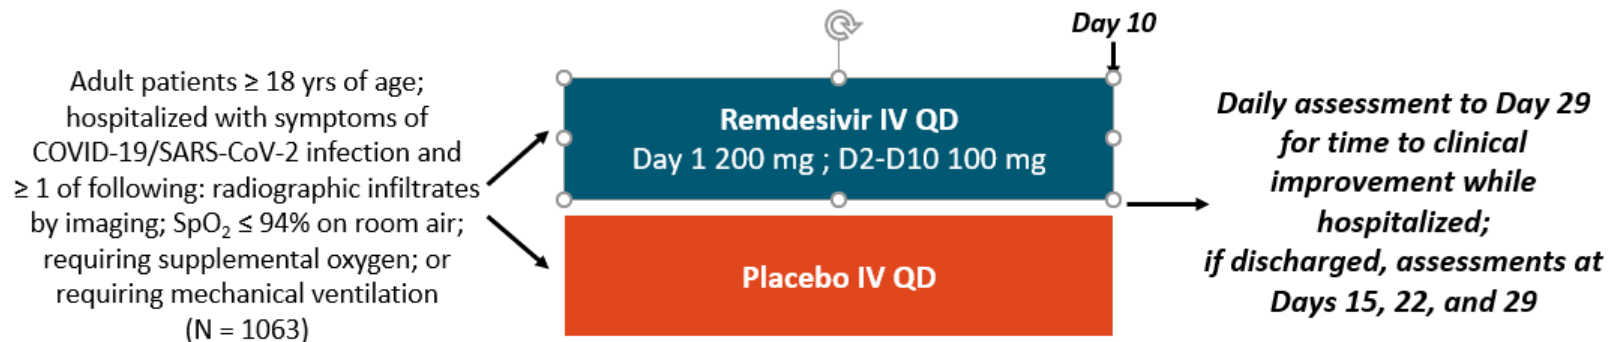 Adult patients ≥ 18 yrs of age;
hospitalized with symptoms of
COVID-19/SARS-CoV-2 infection and
≥ 1 of following: radiographic infiltrates
by imaging; SpO₂ ≤ 94% on room air;
requiring supplemental oxygen; or
requiring mechanical ventilation
(N = 1063)
Day 10
Remdesivir IV QD
Day 1 200 mg ; D2-D10 100 mg
Placebo IV QD
Daily assessment to Day 29
for time to clinical
improvement while
hospitalized;
if discharged, assessments at
Days 15, 22, and 29